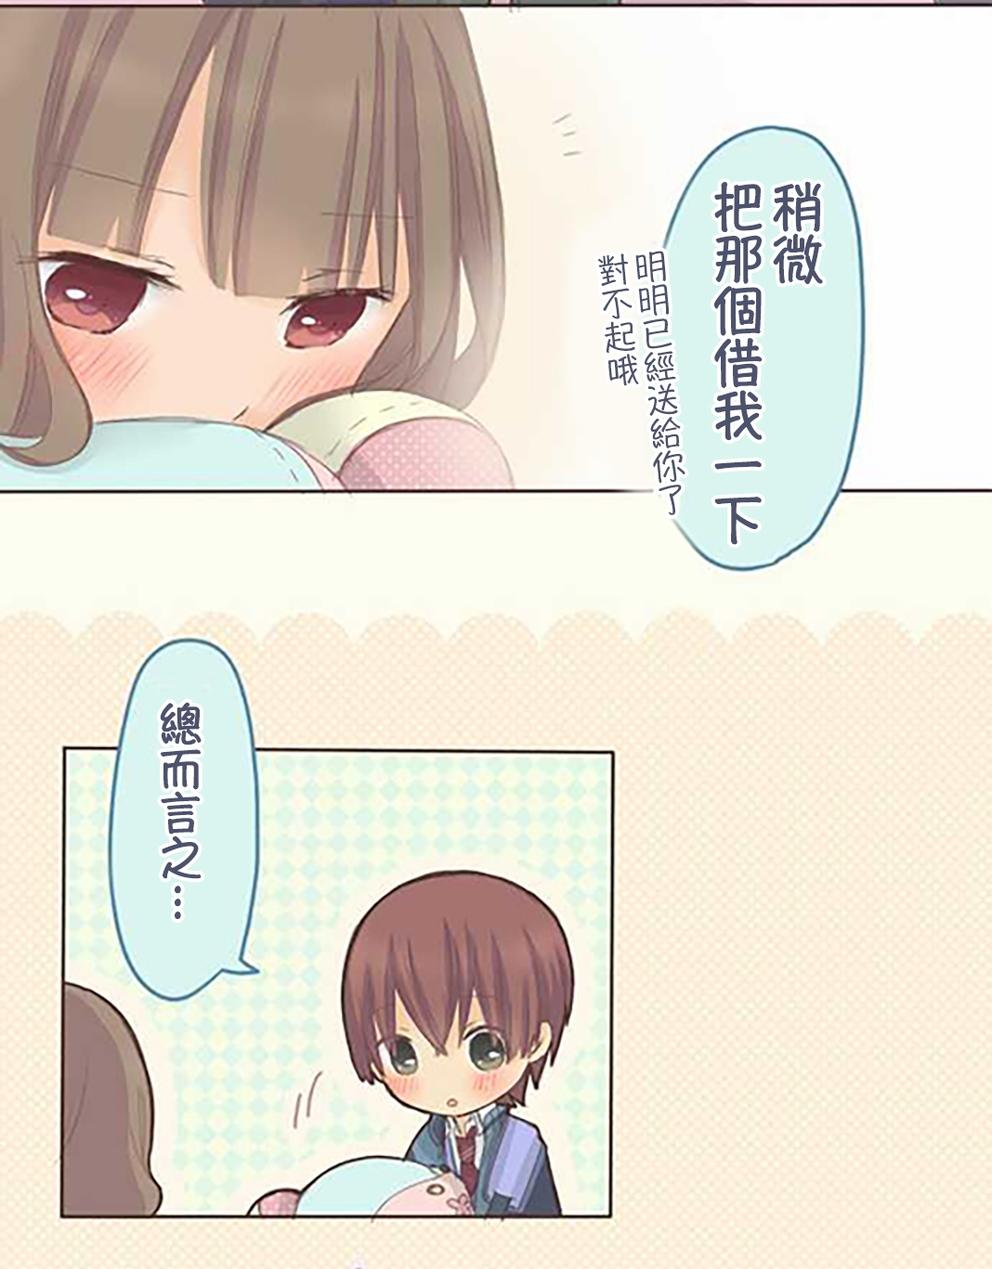 稍微
把那個借我一下
明明已經送給你了
對不起哦
總而言之…